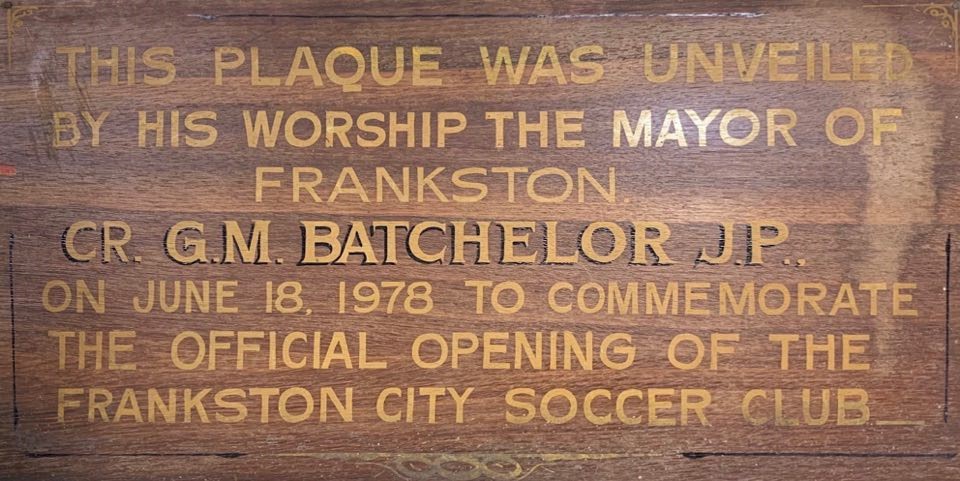 THIS PLAQUE WAS UNVEILED
BY HIS WORSHIP THE MAYOR OF
FRANKSTON.
CR. G.M. BATCHELOR J.P.,
ON JUNE 18, 1978 TO COMMEMORATE
THE OFFICIAL OPENING OF THE
FRANKSTON CITY SOCCER CLUB